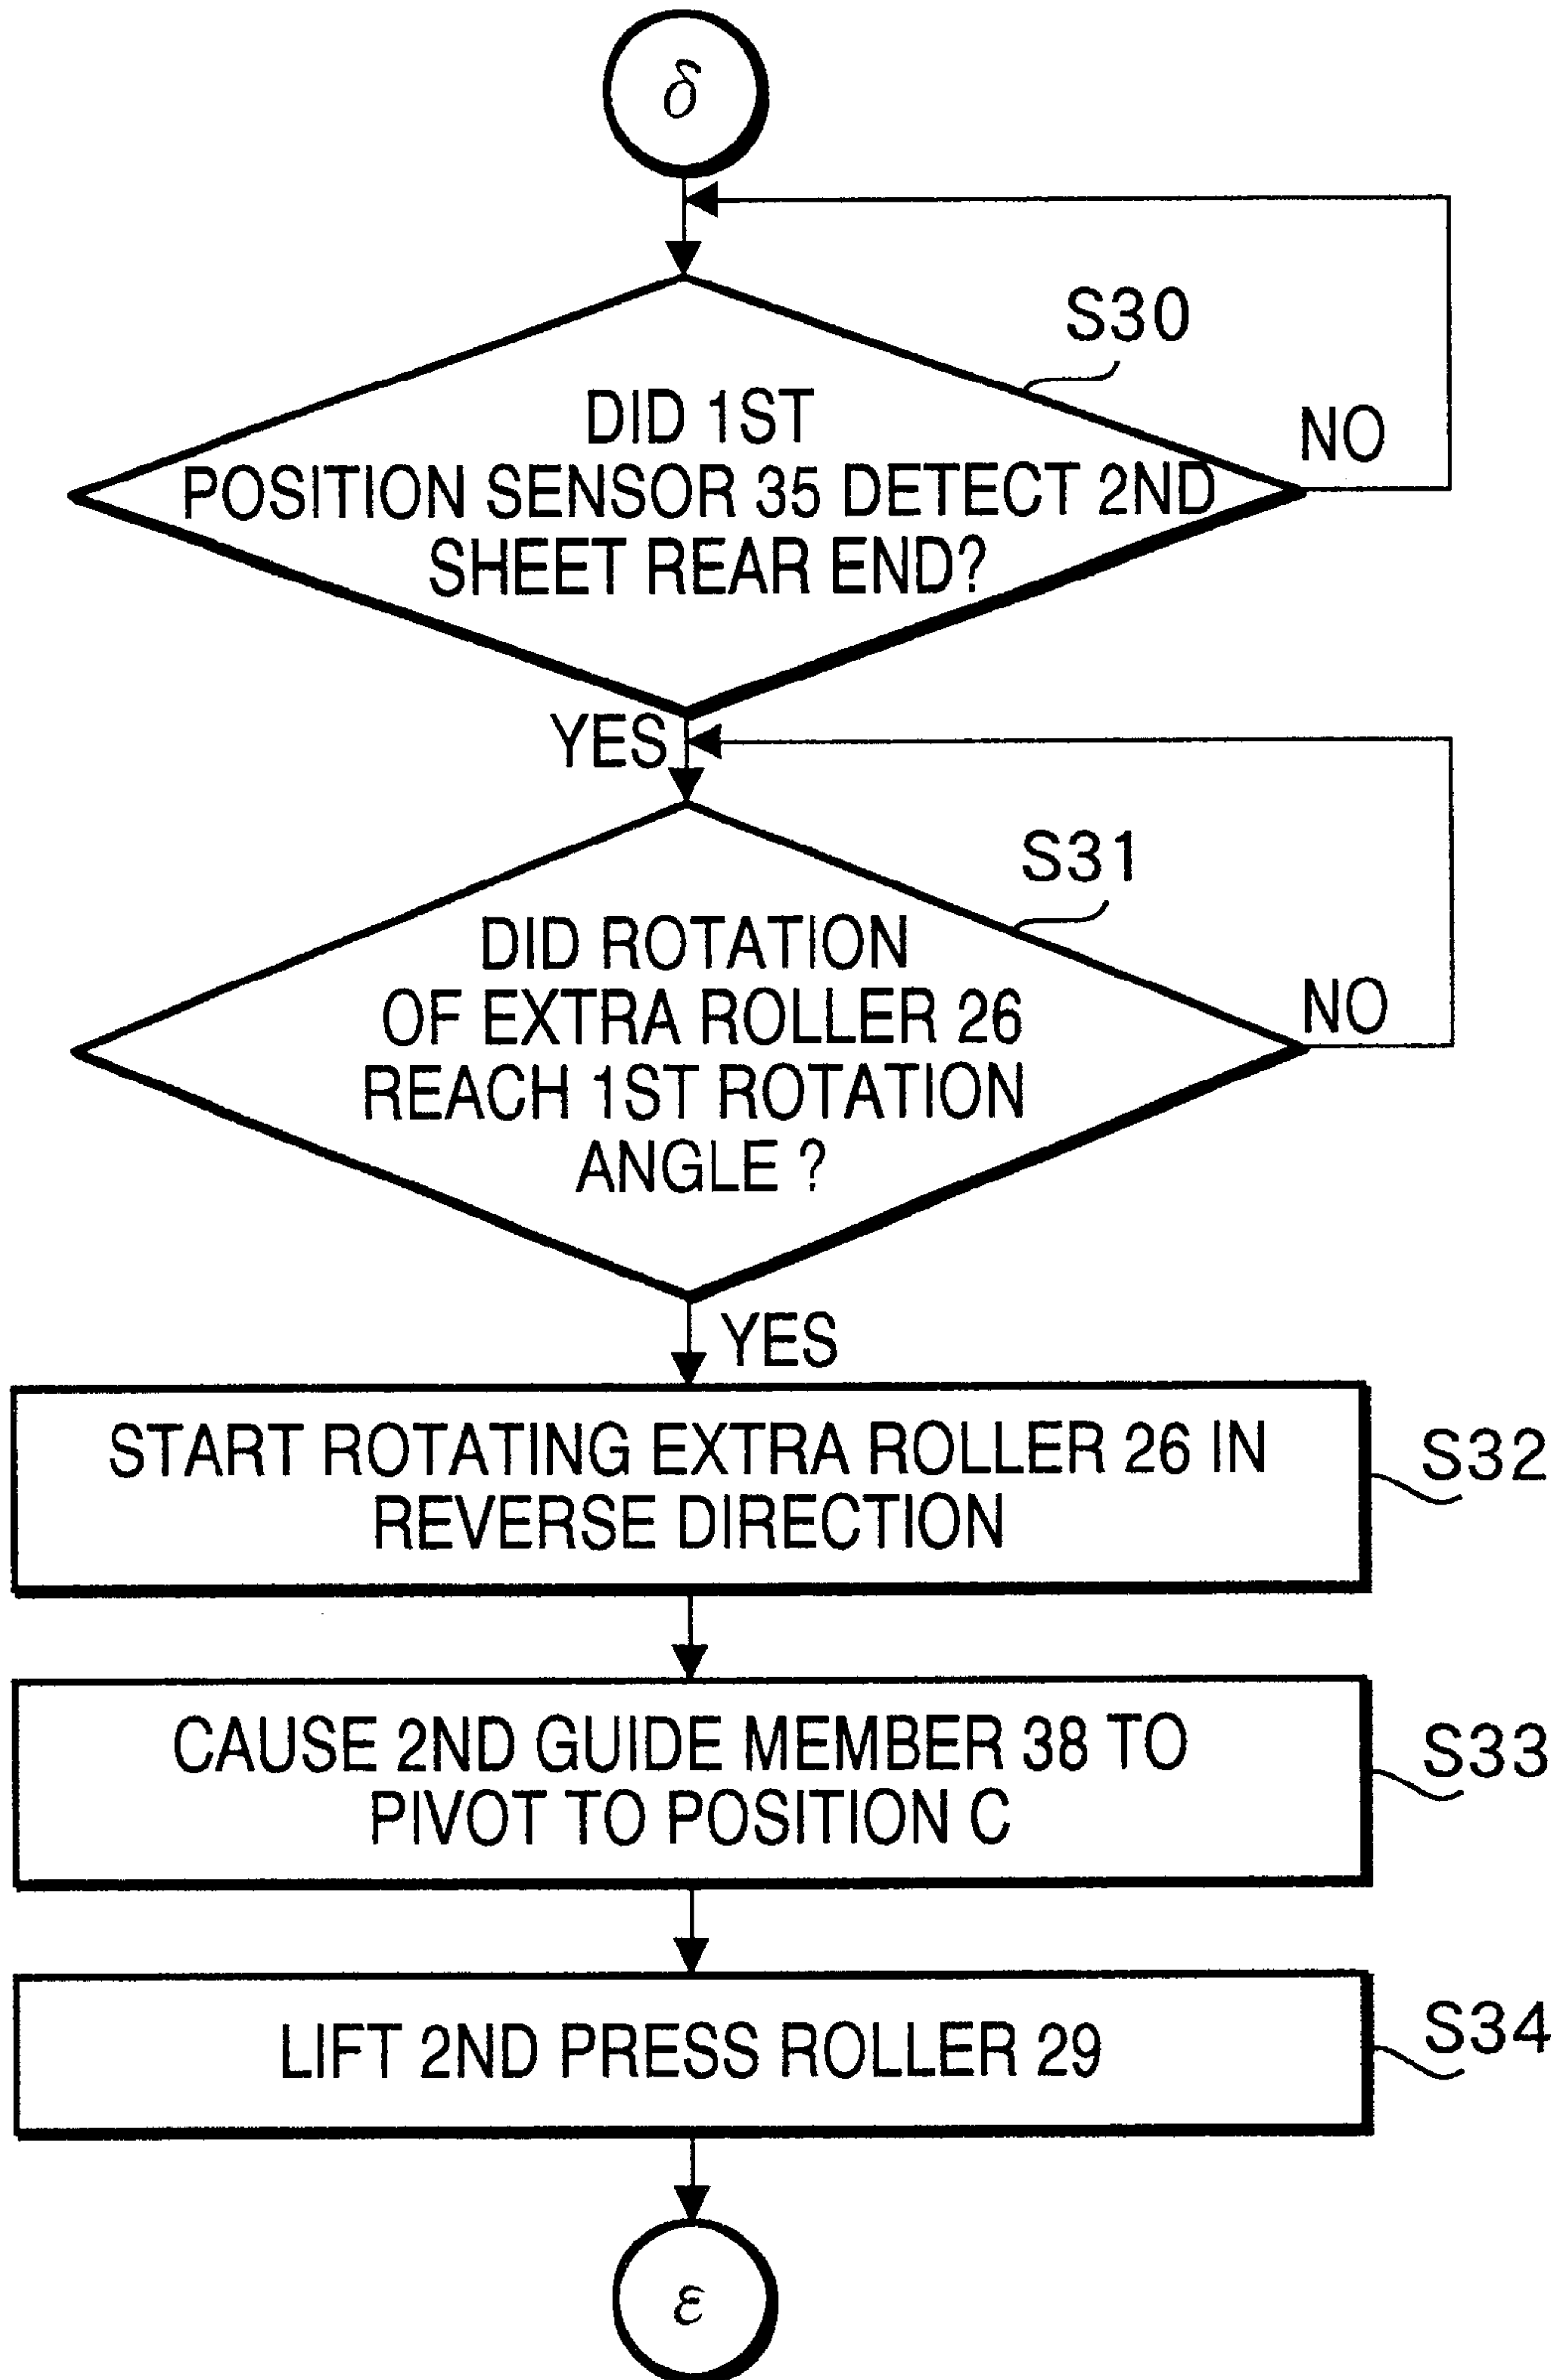 δ
S30
DID 1ST
POSITION SENSOR 35 DETECT 2ND
SHEET REAR END?
NO
YES
S31
DID ROTATION
OF EXTRA ROLLER 26
REACH 1ST ROTATION
ANGLE ?
NO
YES
START ROTATING EXTRA ROLLER 26 IN
REVERSE DIRECTION
S32
CAUSE 2ND GUIDE MEMBER 38 TO
PIVOT TO POSITION C
S33
LIFT 2ND PRESS ROLLER 29
S34
ε